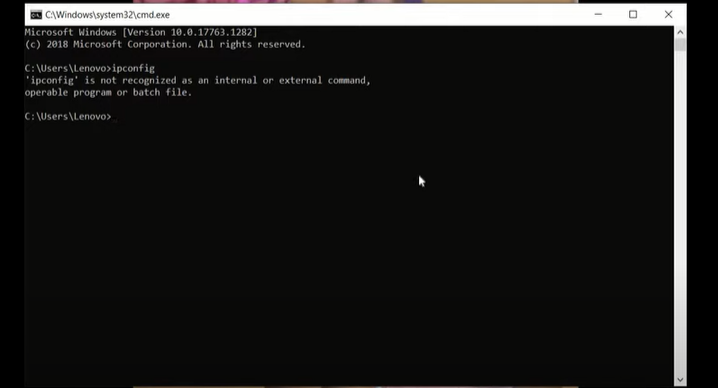 C:\Windows\system32\cmd.exe
Microsoft Windows [Version 10.0.17763.1282]
(c) 2018 Microsoft Corporation. All rights reserved.
C:\Users\Lenovo>ipconfig
'ipconfig' is not recognized as an internal or external command,
operable program or batch file.
C:\Users\Lenovo>